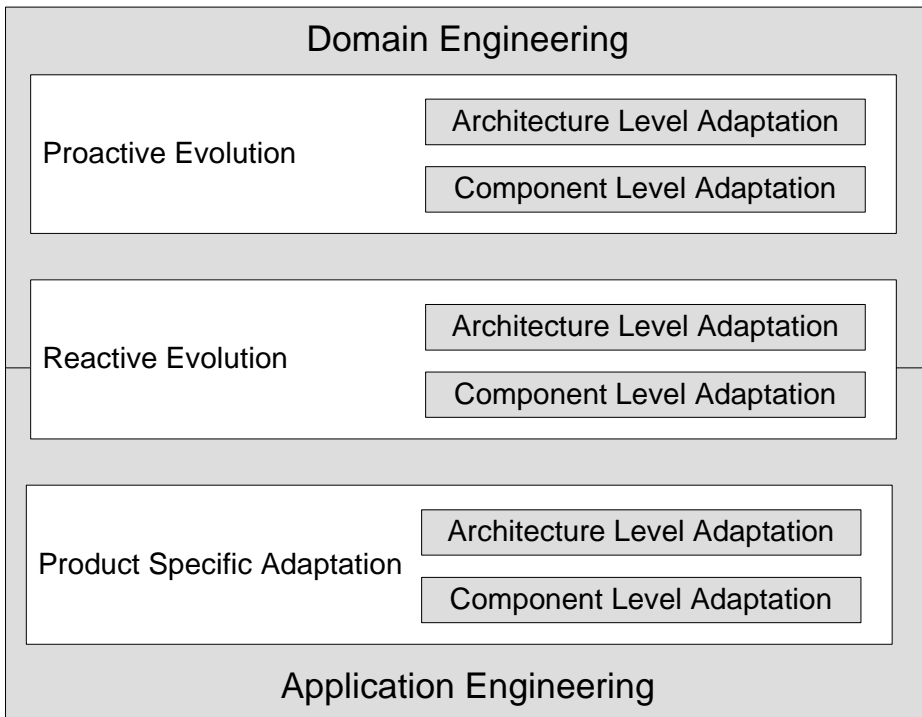 Domain Engineering
Proactive Evolution
Architecture Level Adaptation
Component Level Adaptation
Reactive Evolution
Architecture Level Adaptation
Component Level Adaptation
Product Specific Adaptation
Architecture Level Adaptation
Component Level Adaptation
Application Engineering